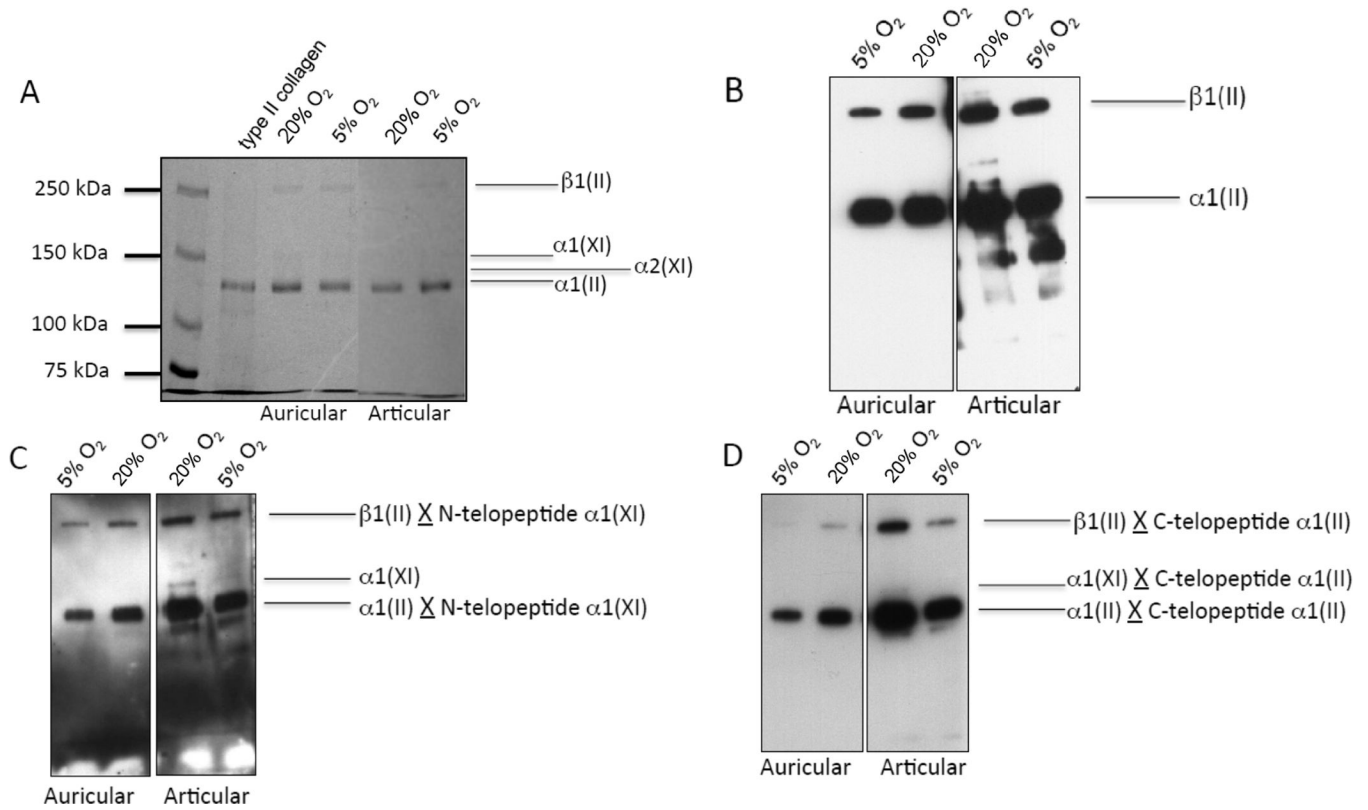 A
type II collagen
20% O₂
5% O₂
20% O₂
5% O₂
250 kDa
150 kDa
100 kDa
75 kDa
β1(II)
α1(XI)
α2(XI)
α1(II)
Auricular
Articular
B
5% O₂
20% O₂
20% O₂
5% O₂
β1(II)
α1(II)
Auricular
Articular
C
5% O₂
20% O₂
20% O₂
5% O₂
β1(II) X N-telopeptide α1(XI)
α1(XI)
α1(II) X N-telopeptide α1(XI)
Auricular
Articular
D
5% O₂
20% O₂
20% O₂
5% O₂
β1(II) X C-telopeptide α1(II)
α1(XI) X C-telopeptide α1(II)
α1(II) X C-telopeptide α1(II)
Auricular
Articular